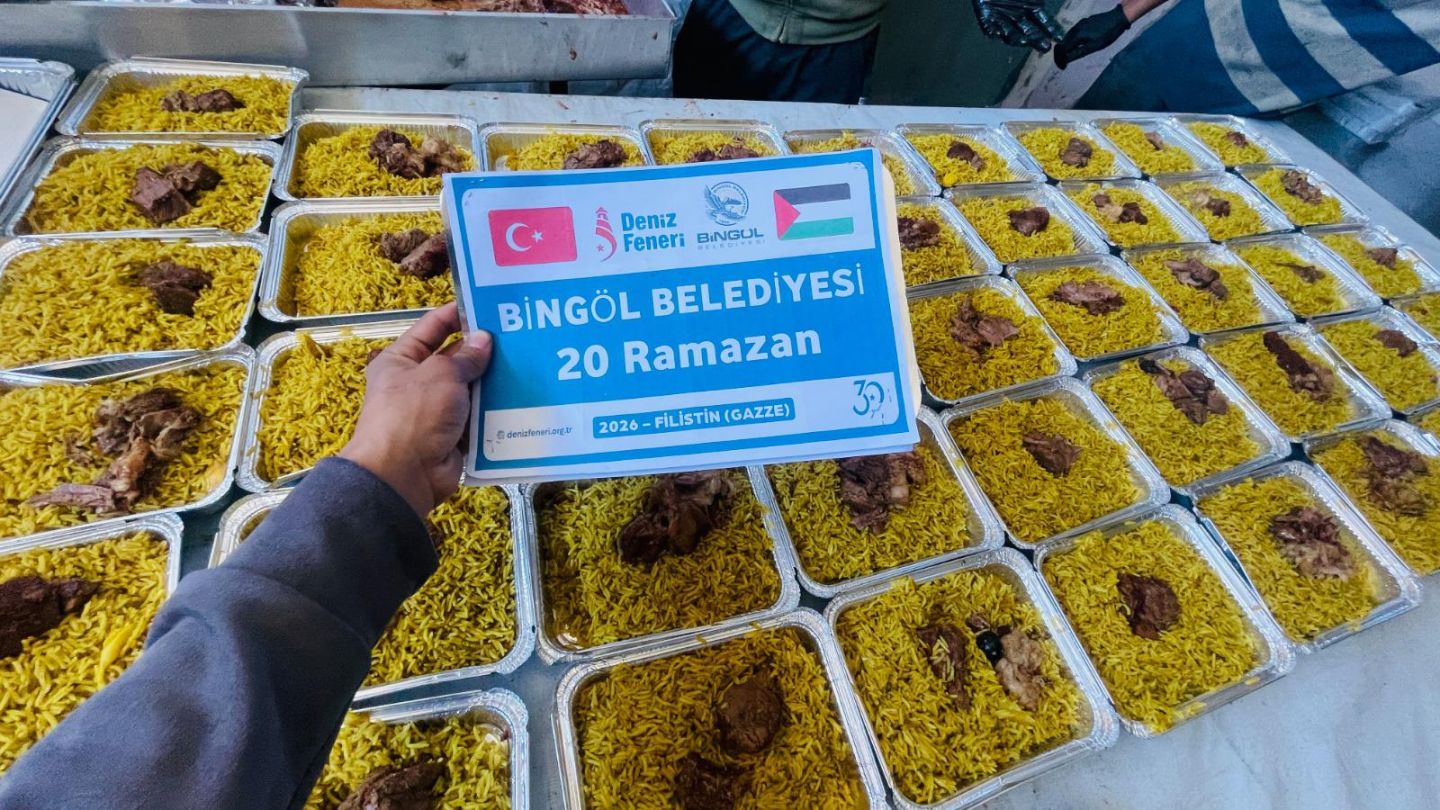 Deniz
Feneri
BİNGÖL
BELEDİYESİ
BİNGÖL BELEDİYESİ
20 Ramazan
2026 – FİLİSTİN (GAZZE)
denizfeneri.org.tr
30